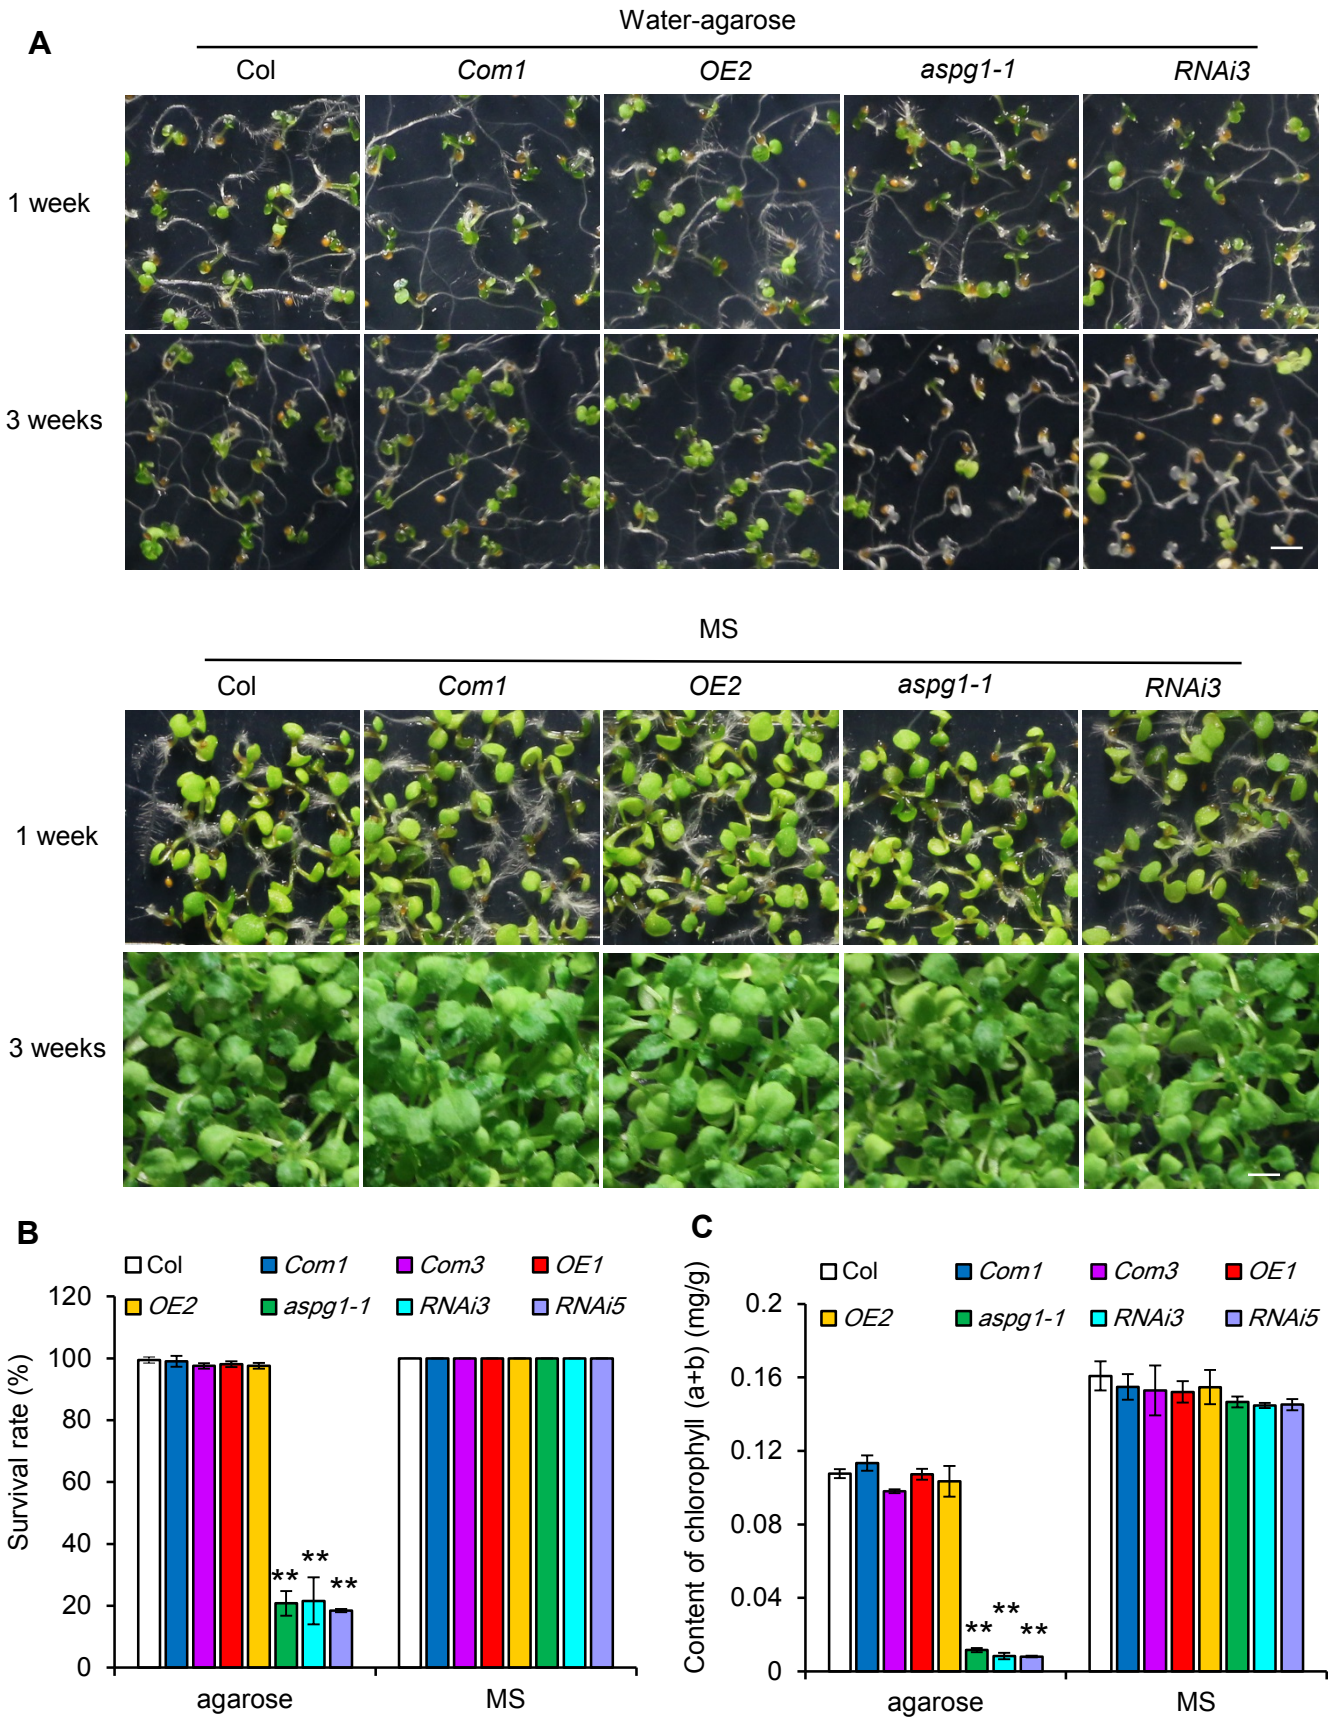 A
Water-agarose
Col Com1 OE2 aspg1-1 RNAi3
1 week
3 weeks
MS
Col Com1 OE2 aspg1-1 RNAi3
1 week
3 weeks
B
Col Com1 Com3 OE1
OE2 aspg1-1 RNAi3 RNAi5
Survival rate (%)
120
100
80
60
40
20
0
** ** **
agarose MS
C
Col Com1 Com3 OE1
OE2 aspg1-1 RNAi3 RNAi5
Content of chlorophyll (a+b) (mg/g)
0.2
0.16
0.12
0.08
0.04
0
** ** **
agarose MS